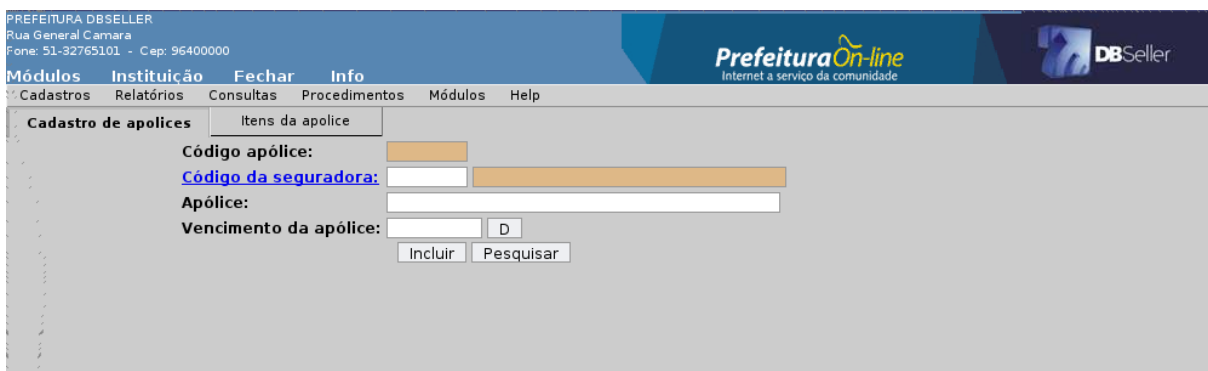 PREFEITURA DBSELLER
Rua General Camara
Fone: 51-32765101 - Cep: 96400000
Módulos Instituição Fechar Info
Prefeitura On-line
Internet a serviço da comunidade
DBSeller
Cadastros Relatórios Consultas Procedimentos Módulos Help
Cadastro de apolices Itens da apolice
Código apólice:
Código da seguradora:
Apólice:
Vencimento da apólice: D
Incluir Pesquisar